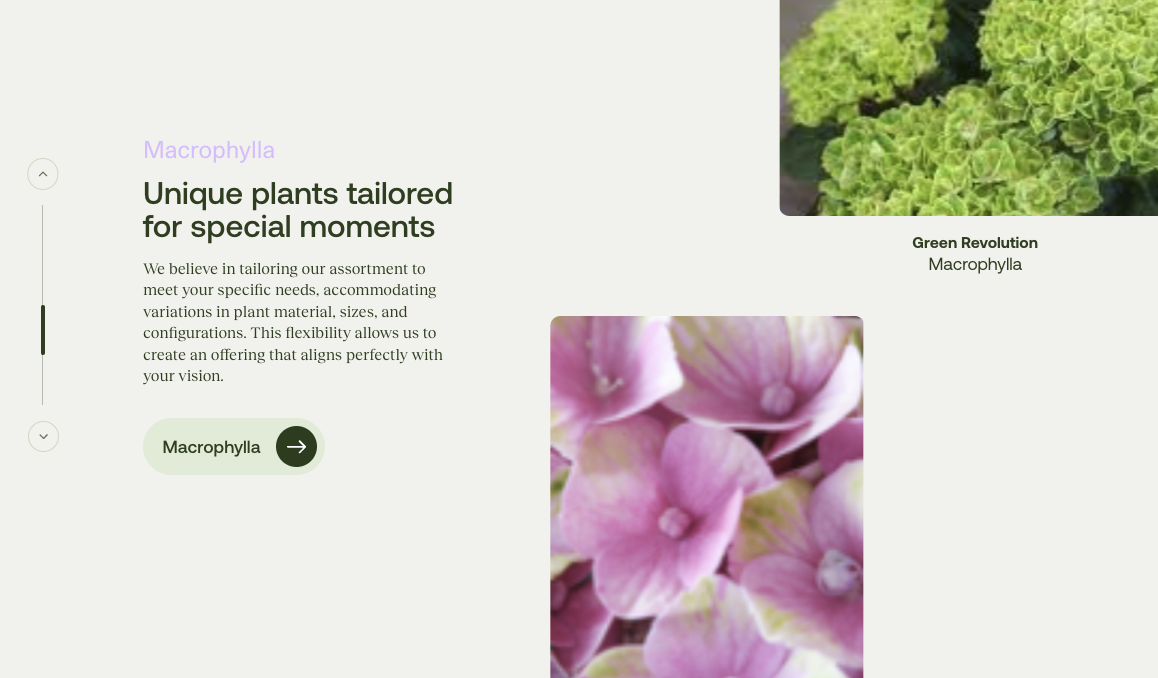 Macrophylla
Unique plants tailored
for special moments
We believe in tailoring our assortment to
meet your specific needs, accommodating
variations in plant material, sizes, and
configurations. This flexibility allows us to
create an offering that aligns perfectly with
your vision.
Macrophylla
Green Revolution
Macrophylla